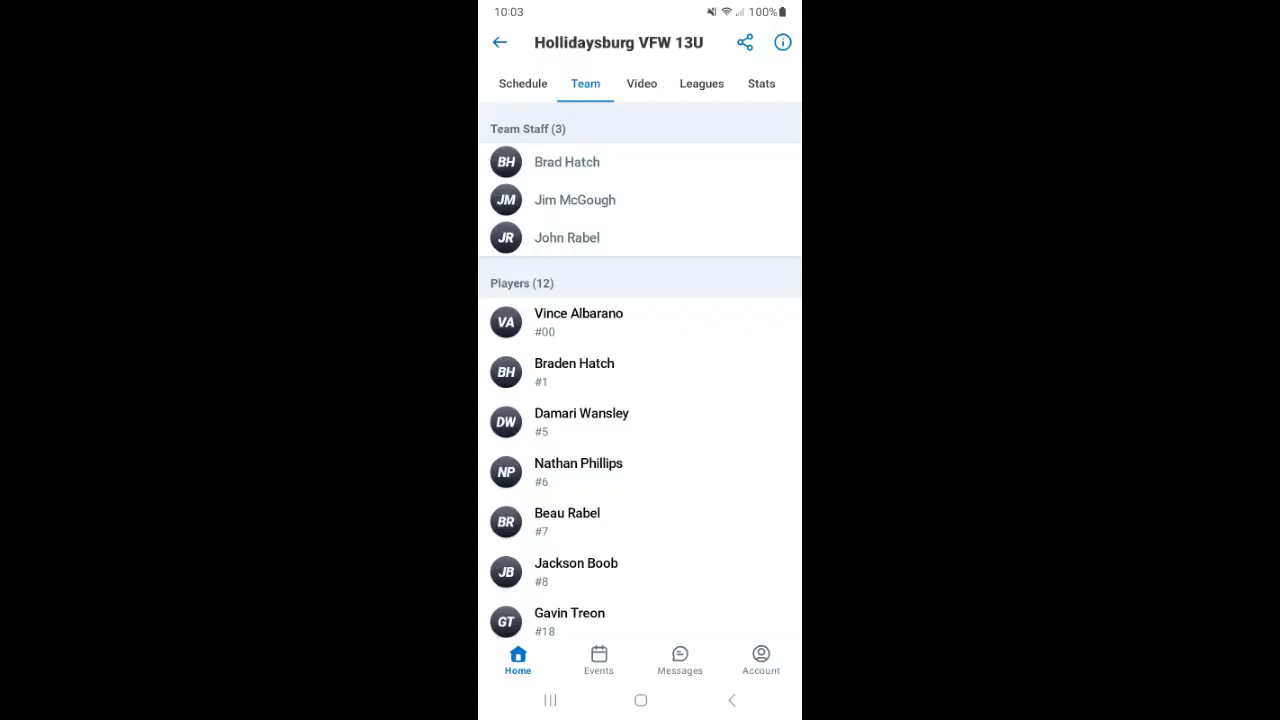 10:03
100%
Hollidaysburg VFW 13U
Schedule Team Video Leagues Stats
Team Staff (3)
BH Brad Hatch
JM Jim McGough
JR John Rabel
Players (12)
VA Vince Albarano
#00
BH Braden Hatch
#1
DW Damari Wansley
#5
NP Nathan Phillips
#6
BR Beau Rabel
#7
JB Jackson Boob
#8
GT Gavin Treon
#18
Home Events Messages Account